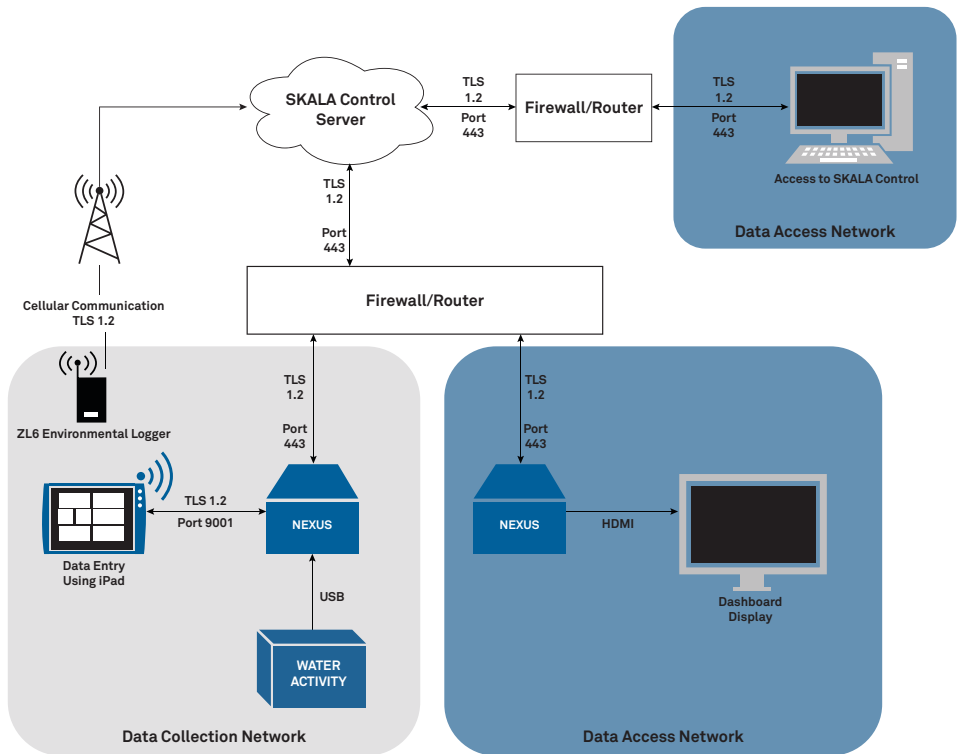 SKALA Control
Server
TLS
1.2
Port
443
Firewall/Router
TLS
1.2
Port
443
Access to SKALA Control
Data Access Network
TLS
1.2
Port
443
Cellular Communication
TLS 1.2
Firewall/Router
ZL6 Environmental Logger
TLS
1.2
Port
443
TLS 1.2
Port 9001
NEXUS
Data Entry
Using iPad
USB
WATER
ACTIVITY
Data Collection Network
TLS
1.2
Port
443
NEXUS
HDMI
Dashboard
Display
Data Access Network